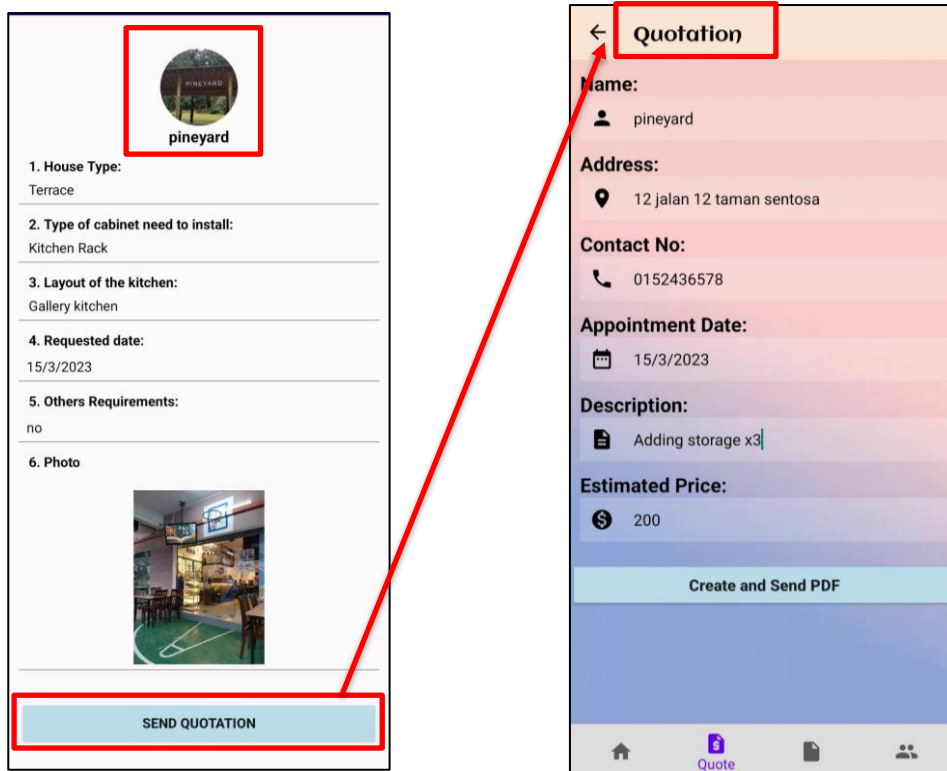 PINEYARD
pineyard
1. House Type:
Terrace
2. Type of cabinet need to install:
Kitchen Rack
3. Layout of the kitchen:
Gallery kitchen
4. Requested date:
15/3/2023
5. Others Requirements:
no
6. Photo
SEND QUOTATION
Quotation
Name:
pineyard
Address:
12 jalan 12 taman sentosa
Contact No:
0152436578
Appointment Date:
15/3/2023
Description:
Adding storage x3
Estimated Price:
200
Create and Send PDF
Quote